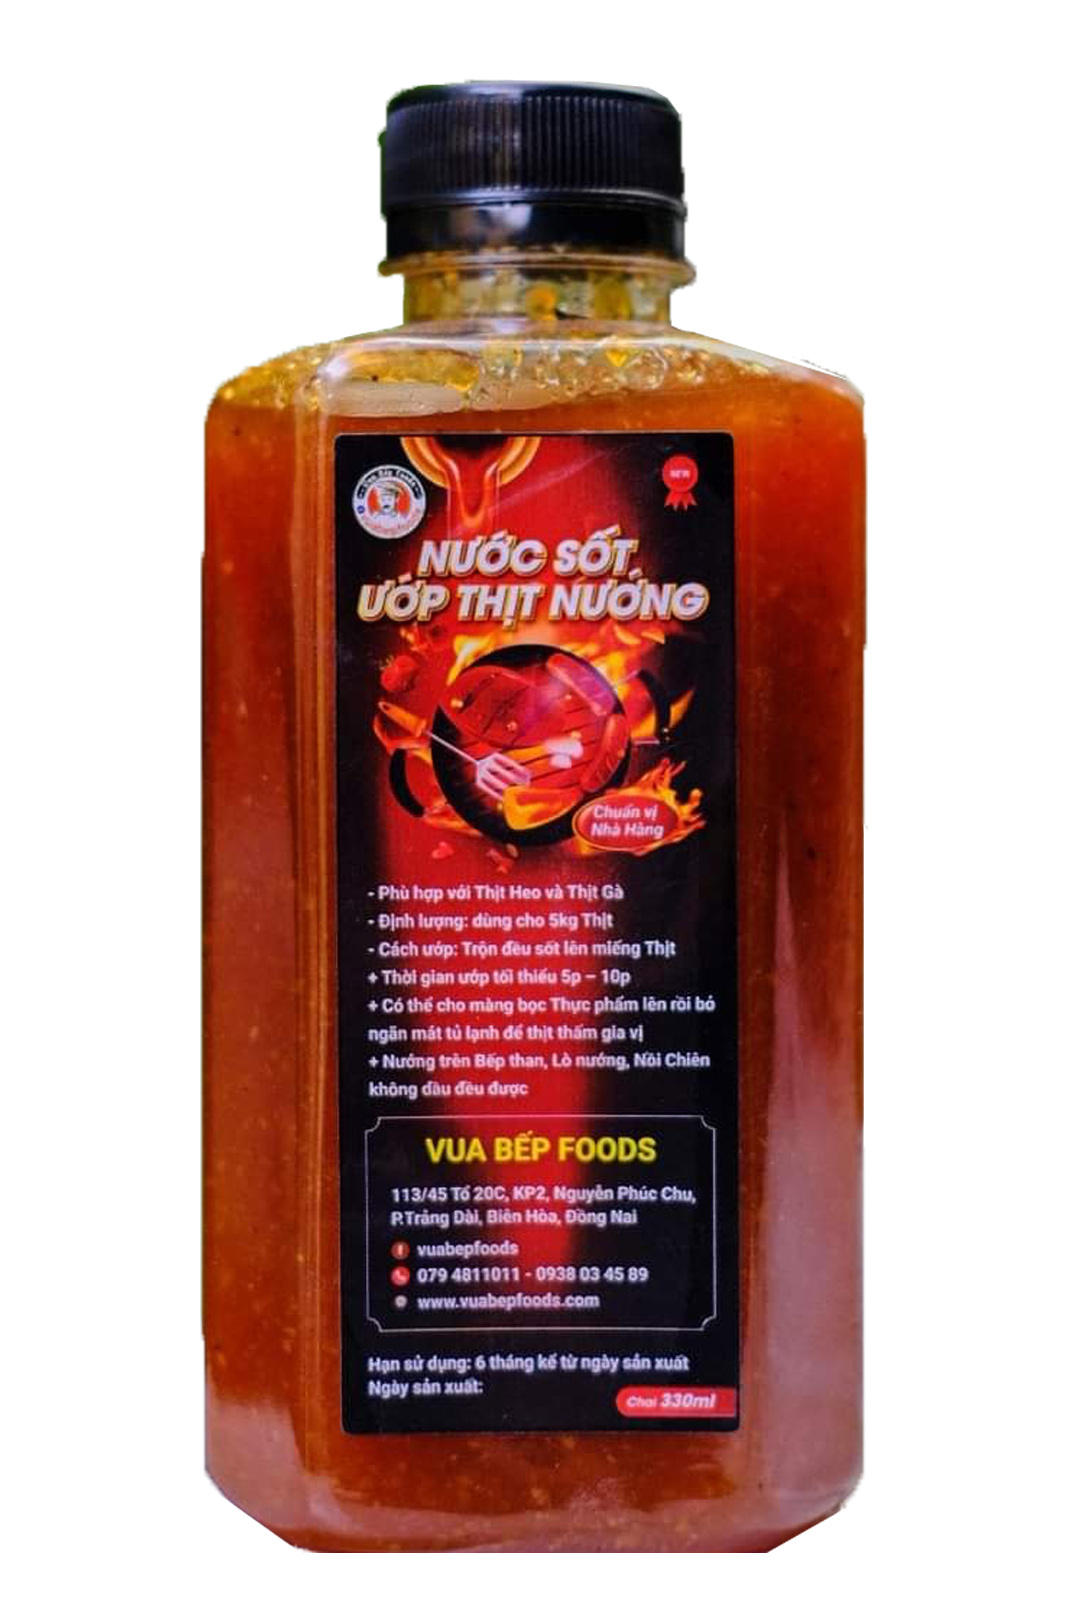 Vua Bếp Foods
NEW
NƯỚC SỐT
ƯỚP THỊT NƯỚNG
Chuẩn vị
Nhà Hàng
- Phù hợp với Thịt Heo và Thịt Gà
- Định lượng: dùng cho 5kg Thịt
- Cách ướp: Trộn đều sốt lên miếng Thịt
+ Thời gian ướp tối thiểu 5p – 10p
+ Có thể cho màng bọc Thực phẩm lên rồi bỏ
ngăn mát tủ lạnh để thịt thấm gia vị
+ Nướng trên Bếp than, Lò nướng, Nồi Chiên
không dầu đều được
VUA BẾP FOODS
113/45 Tổ 20C, KP2, Nguyễn Phúc Chu,
P.Trảng Dài, Biên Hòa, Đồng Nai
vuabepfoods
079 4811011 - 0938 03 45 89
www.vuabepfoods.com
Hạn sử dụng: 6 tháng kể từ ngày sản xuất
Ngày sản xuất:
Chai 330ml